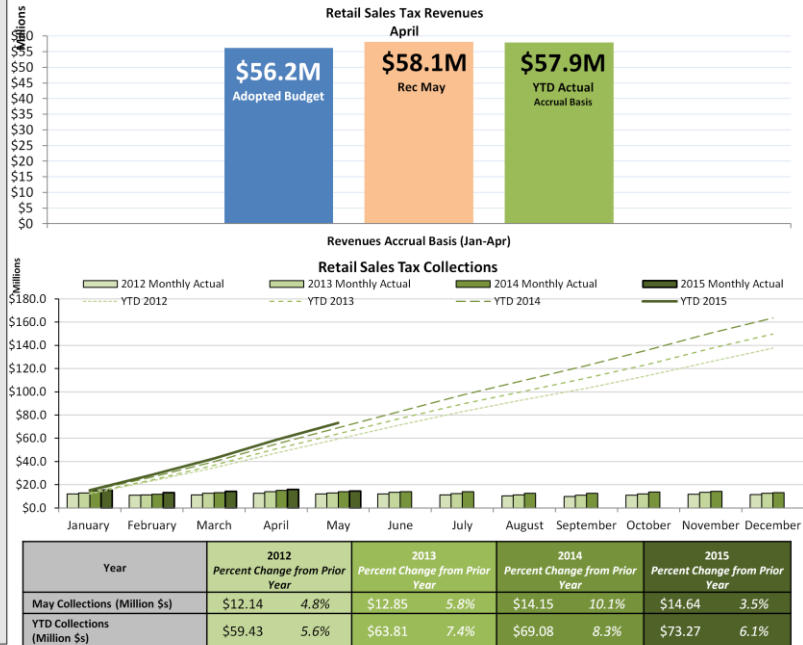 Retail Sales Tax Revenues
April
Millions
$60
$55
$50
$45
$40
$35
$30
$25
$20
$15
$10
$5
$0
$56.2M
Adopted Budget
$58.1M
Rec May
$57.9M
YTD Actual
Accrual Basis
Revenues Accrual Basis (Jan-Apr)
Retail Sales Tax Collections
Millions
2012 Monthly Actual 2013 Monthly Actual 2014 Monthly Actual 2015 Monthly Actual
YTD 2012 YTD 2013 YTD 2014 YTD 2015
$180.0
$160.0
$140.0
$120.0
$100.0
$80.0
$60.0
$40.0
$20.0
$0.0
January February March April May June July August September October November December
Year 2012 2013 2014 2015
Percent Change from Prior Year Percent Change from Prior Year Percent Change from Prior Year Percent Change from Prior Year
May Collections (Million $s) $12.14 4.8% $12.85 5.8% $14.15 10.1% $14.64 3.5%
YTD Collections (Million $s) $59.43 5.6% $63.81 7.4% $69.08 8.3% $73.27 6.1%